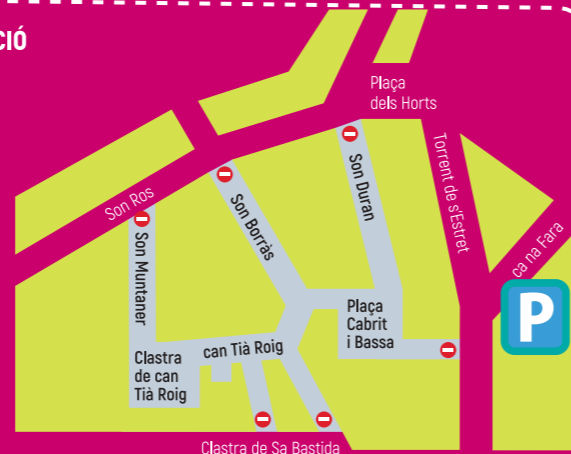 CIÓ
Plaça
dels Horts
Torrent de s'Estret
ca na Fara
P
Son Ros
Son Duran
Son Borràs
Son Muntaner
Plaça
Cabrit
i Bassa
can Tià Roig
Clastra
de can
Tià Roig
Clastra de Sa Bastida